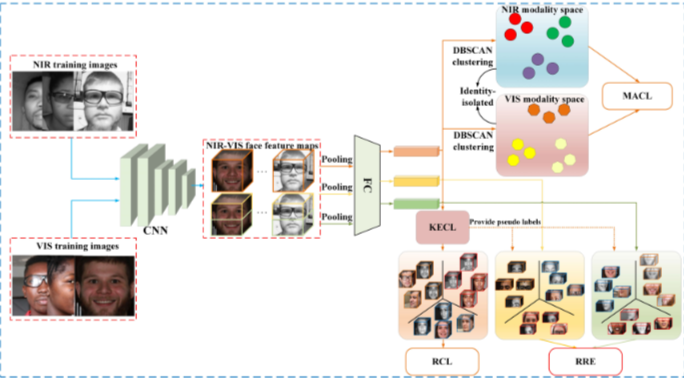 NIR modality space
NIR training images
DBSCAN
clustering
Identity-
isolated
MACL
VIS modality space
DBSCAN
clustering
NIR-VIS face feature maps
Pooling
Pooling
Pooling
FC
CNN
VIS training images
KECL
Provide pseudo labels
RCL
RRE